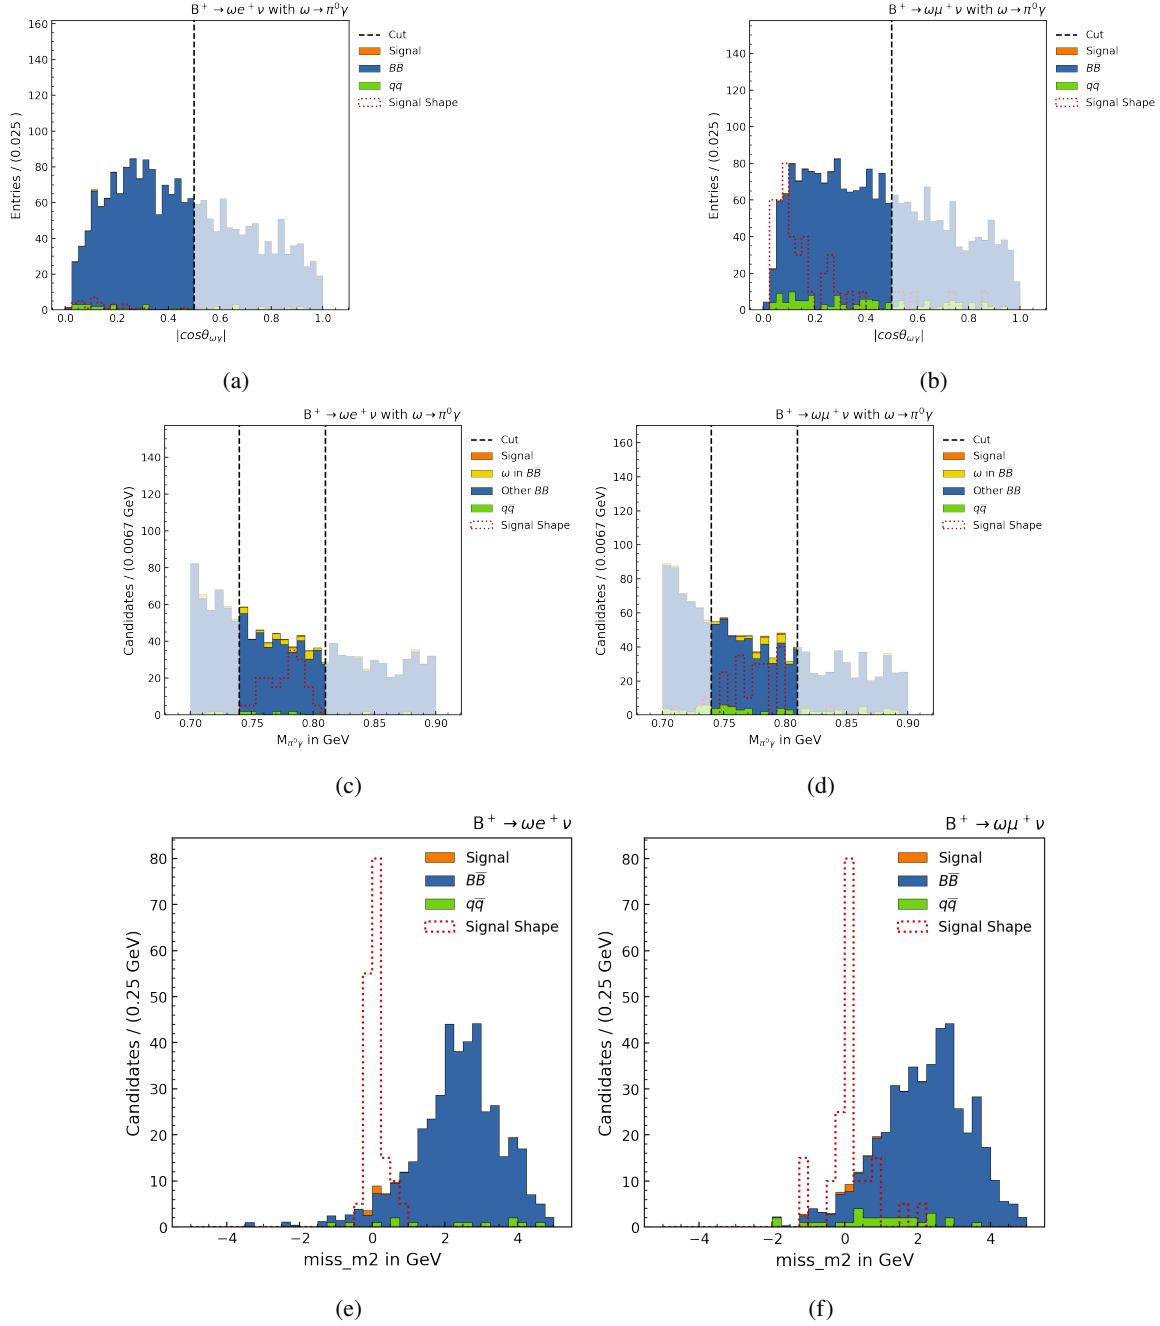 B⁺ → ωe⁺ν with ω → π⁰γ
Entries / (0.025 )
160
140
120
100
80
60
40
20
0
0.0 0.2 0.4 0.6 0.8 1.0
|cosθωγ|
Cut
Signal
BB̅
qq̅
Signal Shape
(a)
B⁺ → ωμ⁺ν with ω → π⁰γ
Entries / (0.025 )
140
120
100
80
60
40
20
0
0.0 0.2 0.4 0.6 0.8 1.0
|cosθωγ|
Cut
Signal
BB̅
qq̅
Signal Shape
(b)
B⁺ → ωe⁺ν with ω → π⁰γ
Candidates / (0.0067 GeV)
140
120
100
80
60
40
20
0
0.70 0.75 0.80 0.85 0.90
Mπ⁰γ in GeV
Cut
Signal
ω in BB̅
Other BB̅
qq̅
Signal Shape
(c)
B⁺ → ωμ⁺ν with ω → π⁰γ
Candidates / (0.0067 GeV)
160
140
120
100
80
60
40
20
0
0.70 0.75 0.80 0.85 0.90
Mπ⁰γ in GeV
Cut
Signal
ω in BB̅
Other BB̅
qq̅
Signal Shape
(d)
B⁺ → ωe⁺ν
Candidates / (0.25 GeV)
80
70
60
50
40
30
20
10
0
−4 −2 0 2 4
miss_m2 in GeV
Signal
BB̅
qq̅
Signal Shape
(e)
B⁺ → ωμ⁺ν
Candidates / (0.25 GeV)
80
70
60
50
40
30
20
10
0
−4 −2 0 2 4
miss_m2 in GeV
Signal
BB̅
qq̅
Signal Shape
(f)